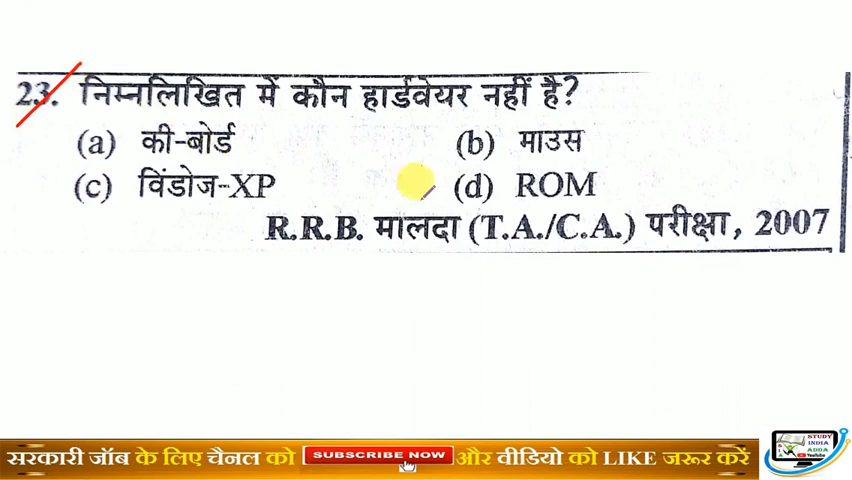 23. निम्नलिखित में कौन हार्डवेयर नहीं है?
(a) की-बोर्ड (b) माउस
(c) विंडोज-XP (d) ROM
R.R.B. मालदा (T.A./C.A.) परीक्षा, 2007
सरकारी जॉब के लिए चैनल को SUBSCRIBE NOW और वीडियो को LIKE जरूर करें
STUDY
INDIA
ADDA
YouTube